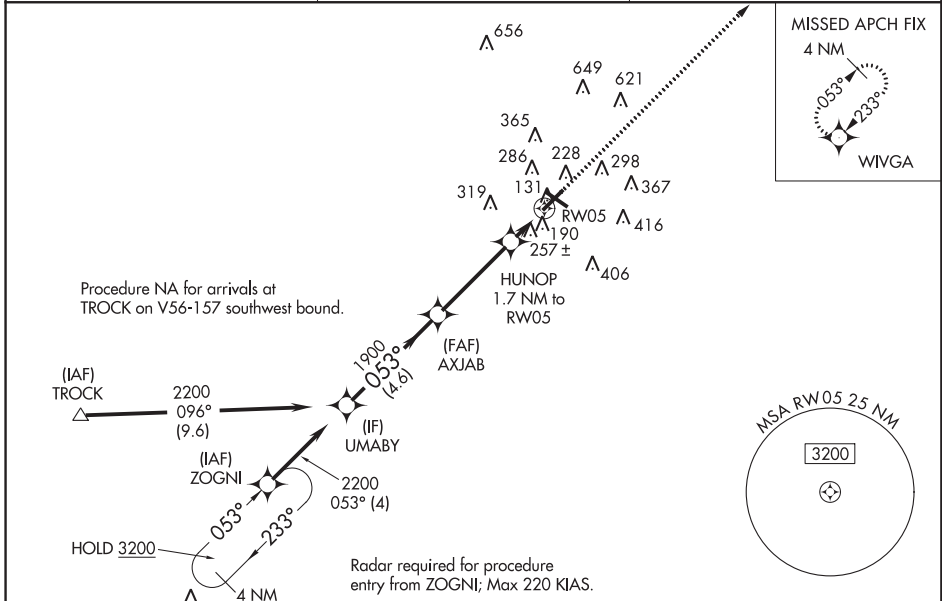 656
649
621
365
286
228
298
319
131
367
RW05
190
416
257 ±
406
HUNOP
1.7 NM to
RW05
MISSED APCH FIX
4 NM
053°
233°
WIVGA
Procedure NA for arrivals at
TROCK on V56-157 southwest bound.
(FAF)
AXJAB
1900
053°
(4.6)
(IAF)
TROCK
2200
096°
(9.6)
(IF)
UMABY
(IAF)
ZOGNI
2200
053° (4)
053°
233°
HOLD 3200
4 NM
Radar required for procedure
entry from ZOGNI; Max 220 KIAS.
MSA RW05 25 NM
3200